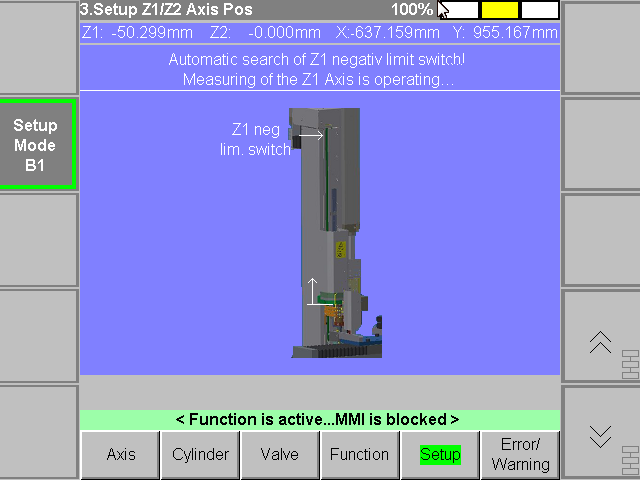 3.Setup Z1/Z2 Axis Pos 100%
Z1: -50.299mm Z2: -0.000mm X:-637.159mm Y: 955.167mm
Automatic search of Z1 negativ limit switch!
Measuring of the Z1 Axis is operating...
Setup
Mode
B1
Z1 neg
lim. switch
< Function is active...MMI is blocked >
Axis Cylinder Valve Function Setup Error/
Warning